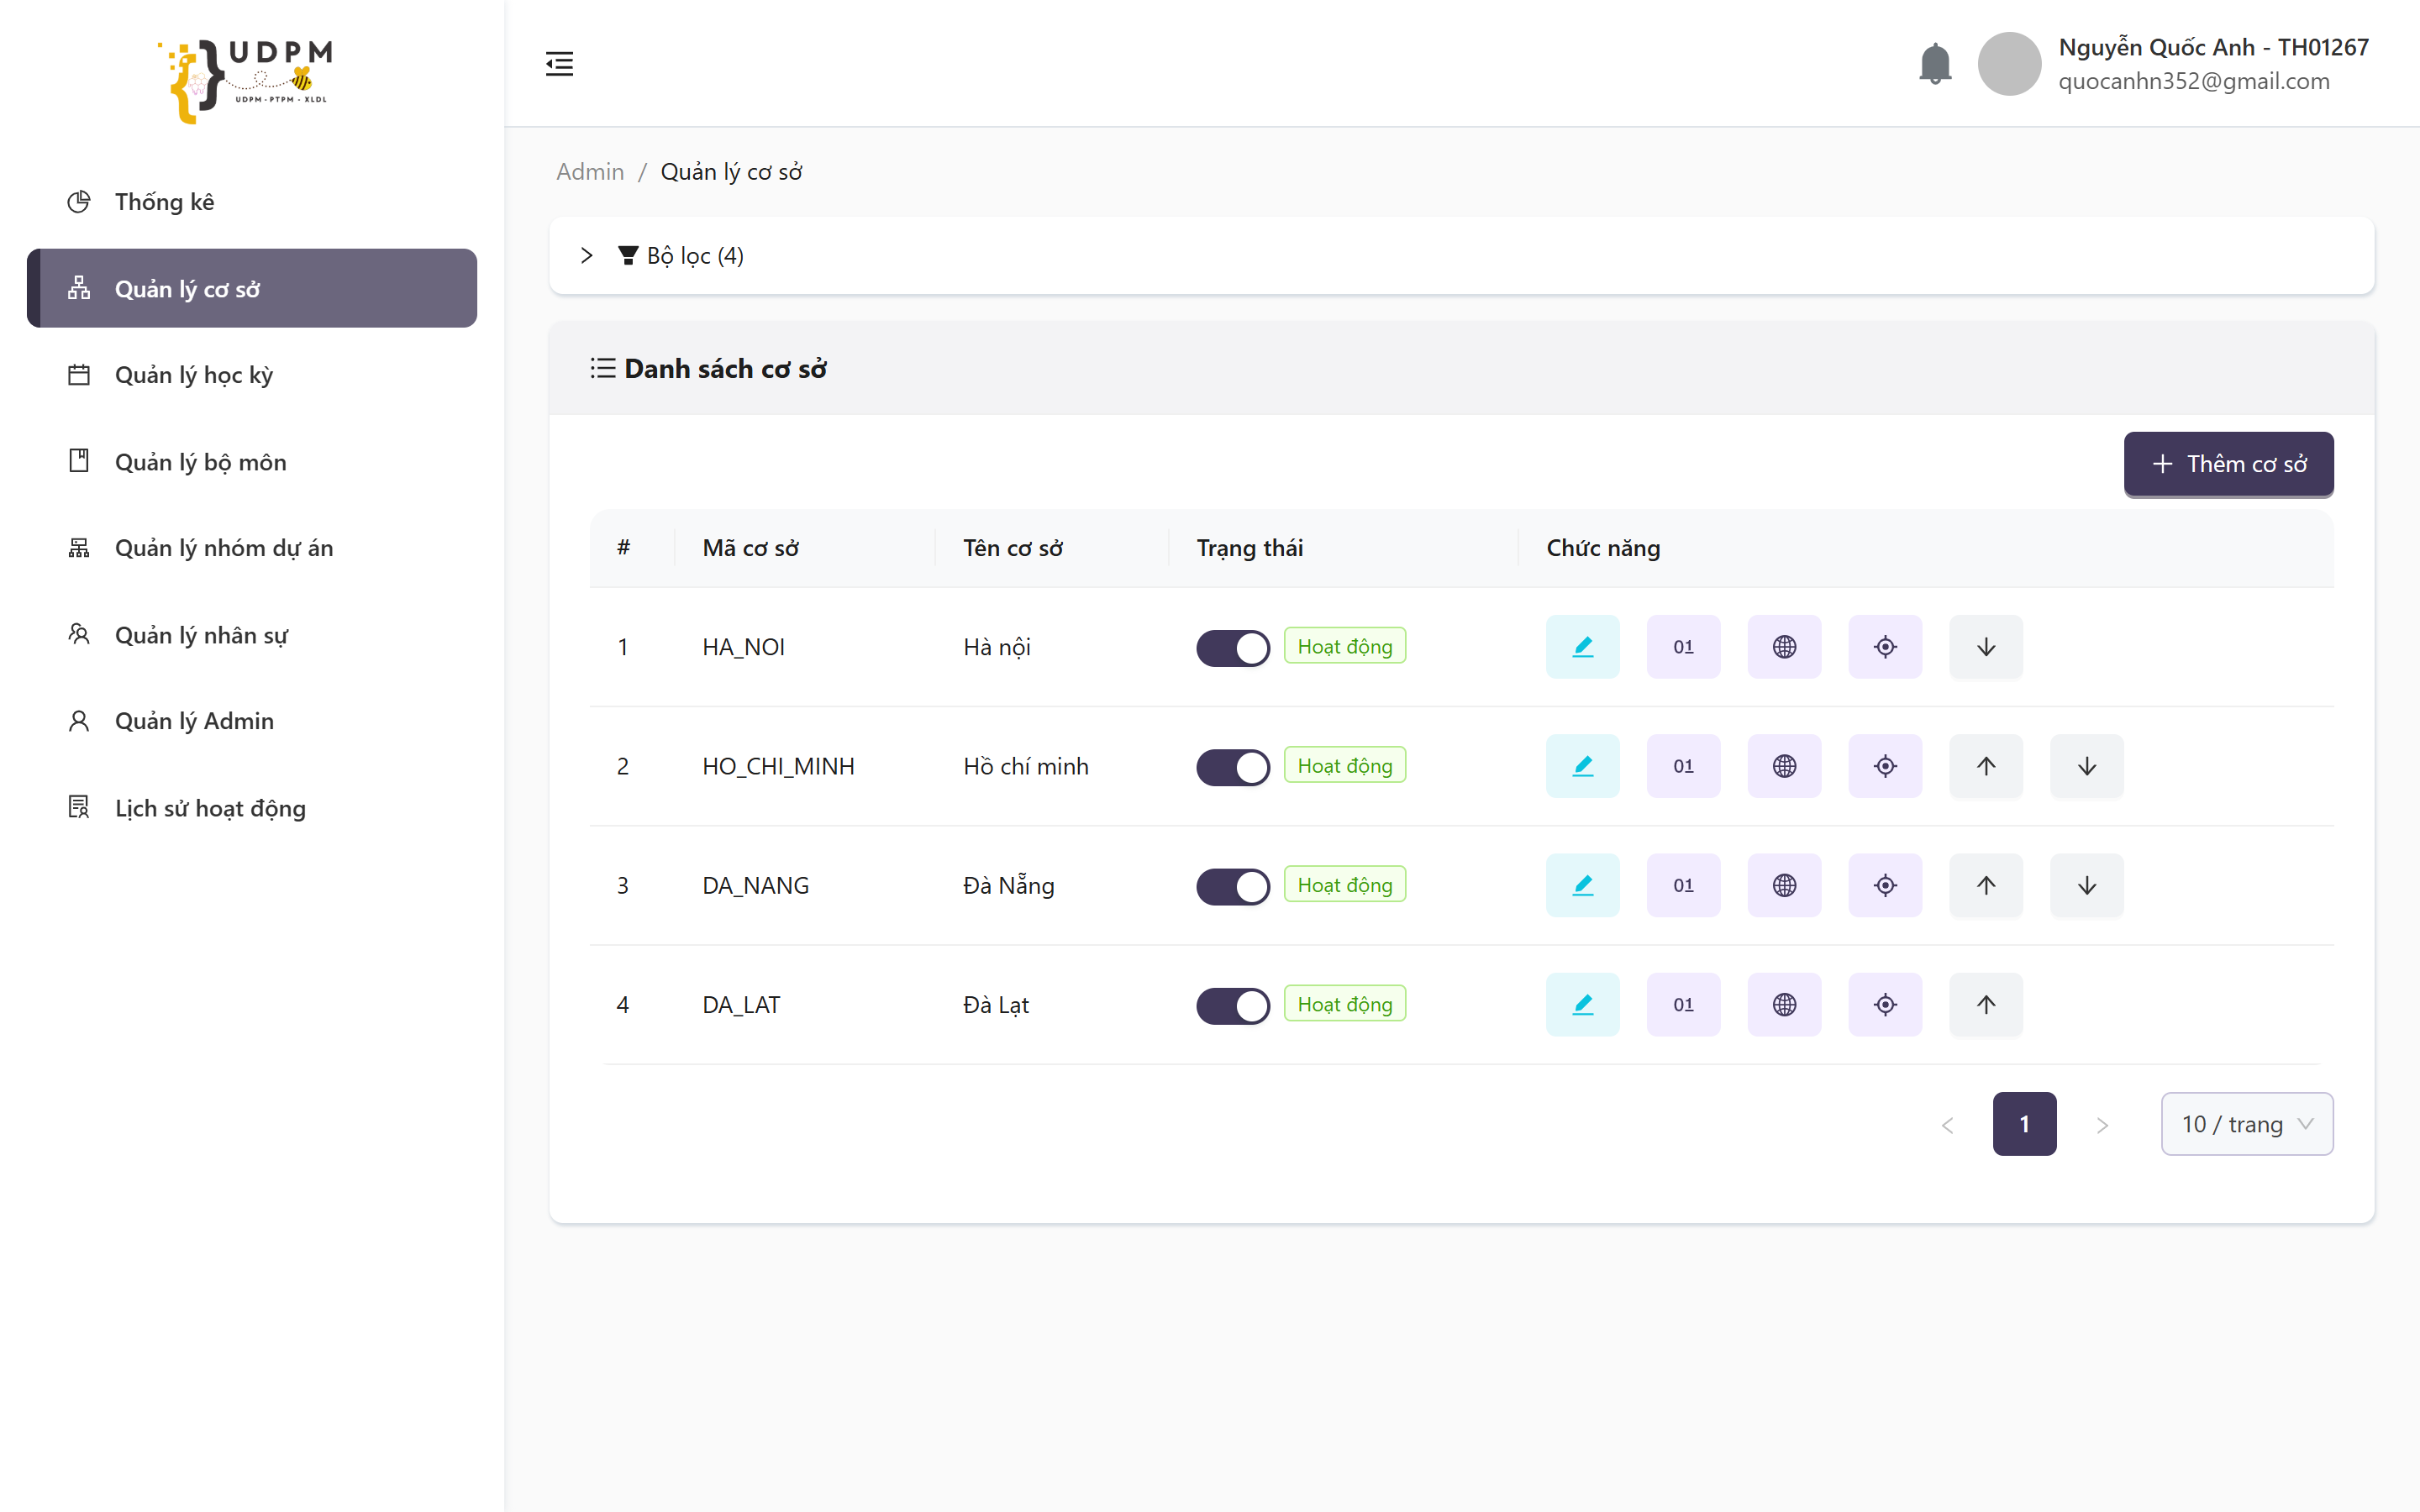 UDPM
UDPM - PTPM - XLDL
Thống kê
Quản lý cơ sở
Quản lý học kỳ
Quản lý bộ môn
Quản lý nhóm dự án
Quản lý nhân sự
Quản lý Admin
Lịch sử hoạt động
Nguyễn Quốc Anh - TH01267
quocanhn352@gmail.com
Admin / Quản lý cơ sở
Bộ lọc (4)
Danh sách cơ sở
+ Thêm cơ sở
# Mã cơ sở Tên cơ sở Trạng thái Chức năng
1 HA_NOI Hà nội Hoạt động 01
2 HO_CHI_MINH Hồ chí minh Hoạt động 01
3 DA_NANG Đà Nẵng Hoạt động 01
4 DA_LAT Đà Lạt Hoạt động 01
< 1 > 10 / trang